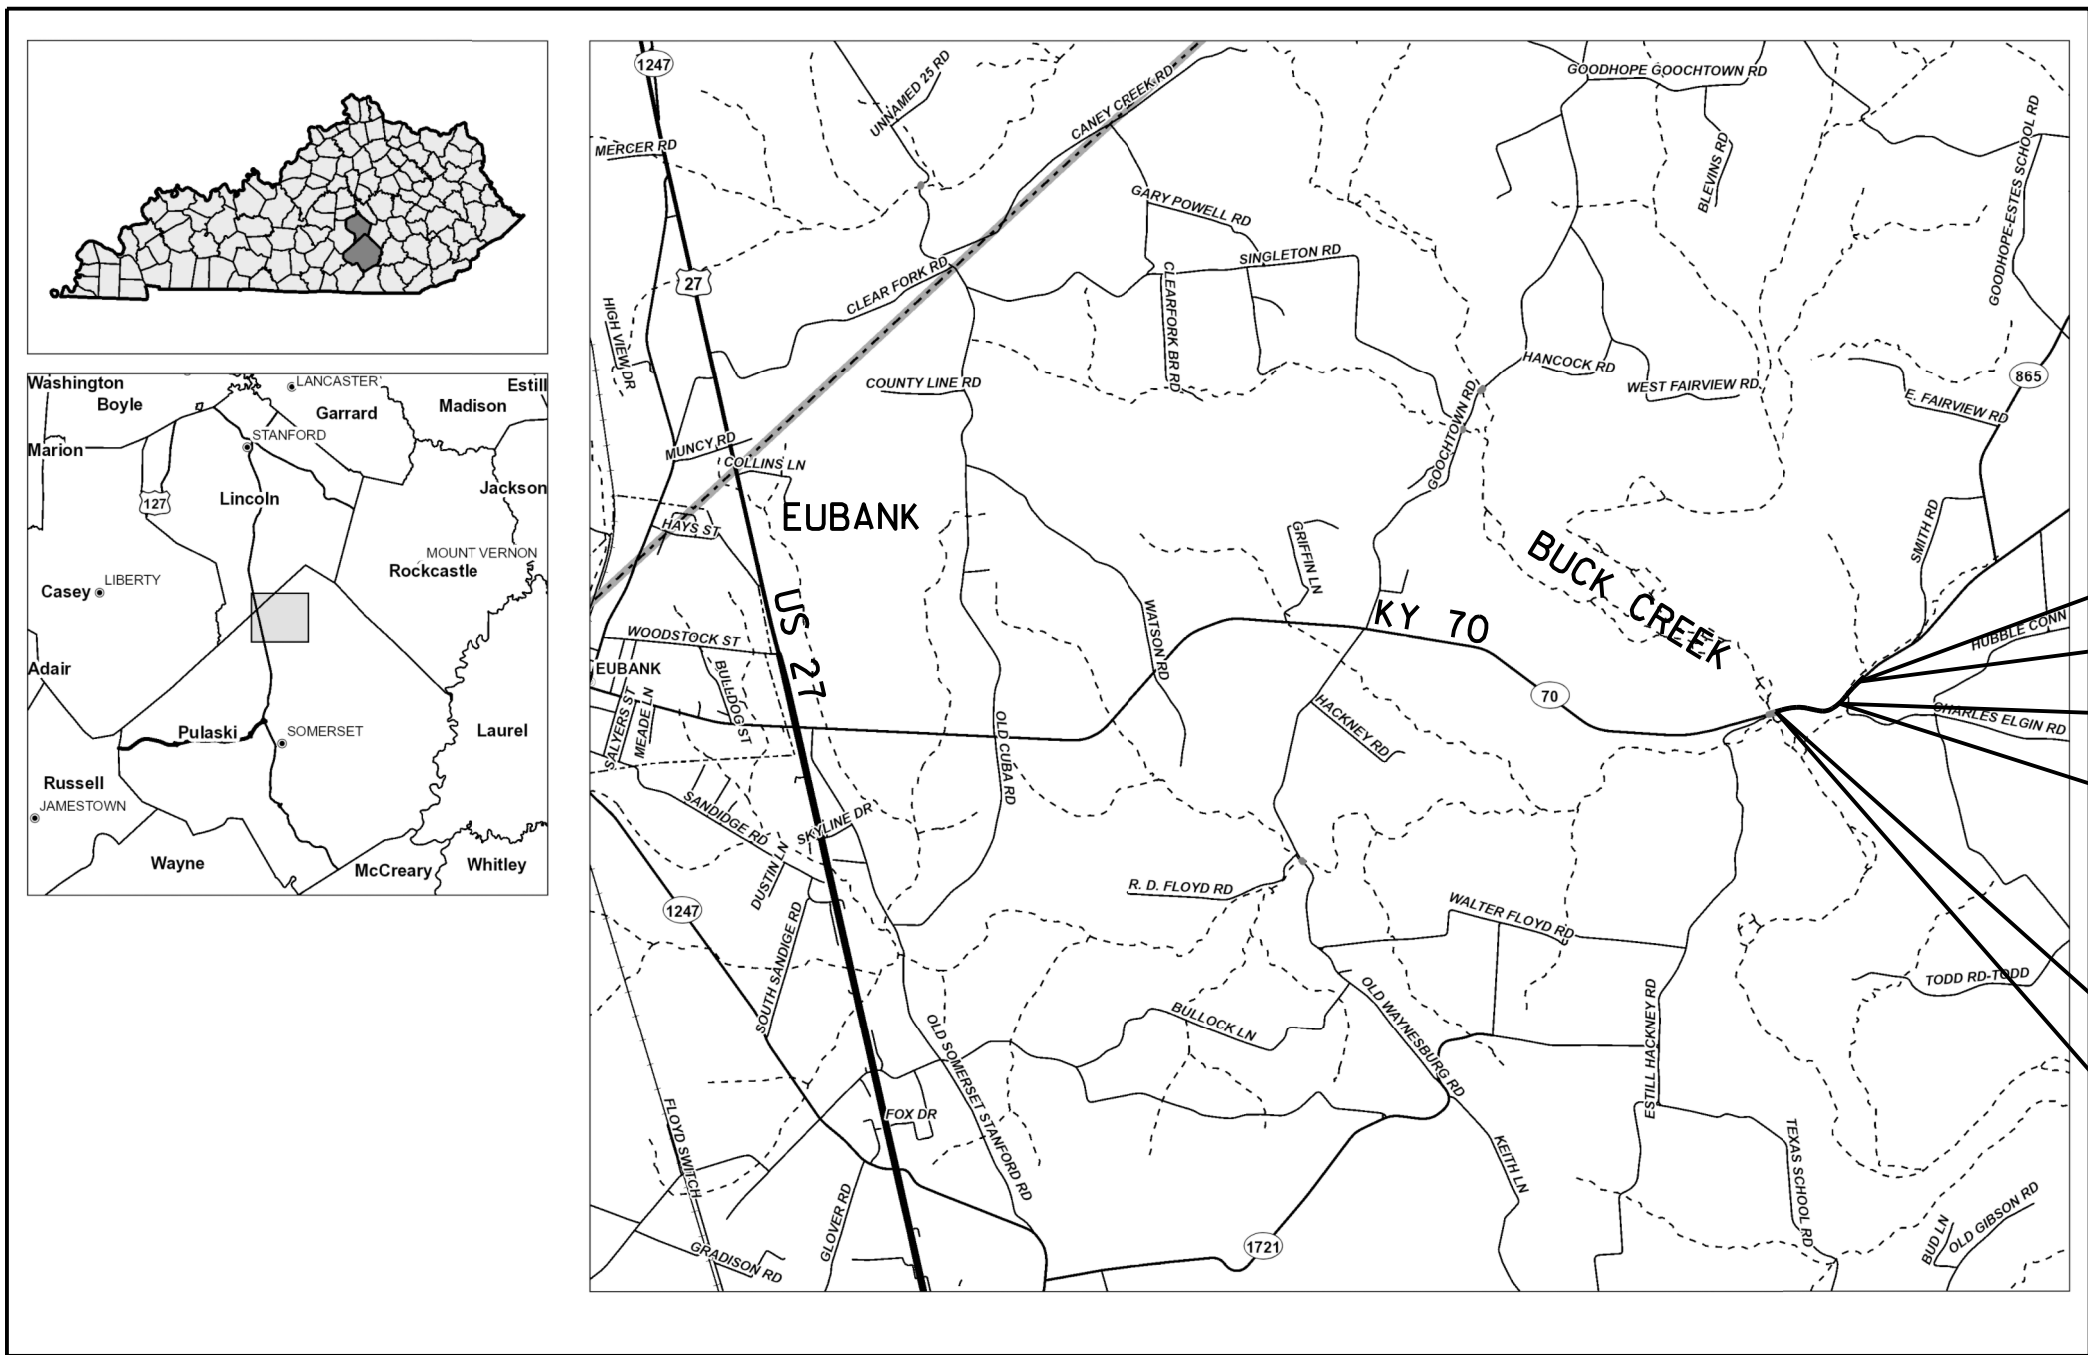 Washington
Boyle
LANCASTER
Garrard
Madison
Estill
Marion
STANFORD
127
Lincoln
Jackson
MOUNT VERNON
Rockcastle
Casey
LIBERTY
Adair
Pulaski
SOMERSET
Laurel
Russell
JAMESTOWN
Wayne
McCreary
Whitley
1247
UNNAMED 25 RD
CANEY CREEK RD
GOODHOPE GOOCHTOWN RD
MERCER RD
BLEVINS RD
GOODHOPE-ESTES SCHOOL RD
GARY POWELL RD
SINGLETON RD
27
CLEAR FORK RD
CLEARFORK BR RD
HIGH VIEW DR
COUNTY LINE RD
HANCOCK RD
WEST FAIRVIEW RD
865
E. FAIRVIEW RD
GOOCHTOWN RD
MUNCY RD
COLLINS LN
HAYS ST
EUBANK
GRIFFIN LN
SMITH RD
BUCK CREEK
US 27
WATSON RD
KY 70
WOODSTOCK ST
EUBANK
BULLDOG ST
SALYERS ST
MEADE LN
70
HUBBLE CONN
CHARLES ELGIN RD
OLD CUBA RD
HACKNEY RD
SANDIDGE RD
SKYLINE DR
DUSTIN LN
R. D. FLOYD RD
WALTER FLOYD RD
1247
SOUTH SANDIGE RD
TODD RD-TODD
OLD WAYNESBURG RD
ESTILL HACKNEY RD
BULLOCK LN
OLD SOMERSET STANFORD RD
FOX DR
FLOYD SWITCH
KEITH LN
TEXAS SCHOOL RD
GLOVER RD
GRADISON RD
1721
BUD LN
OLD GIBSON RD